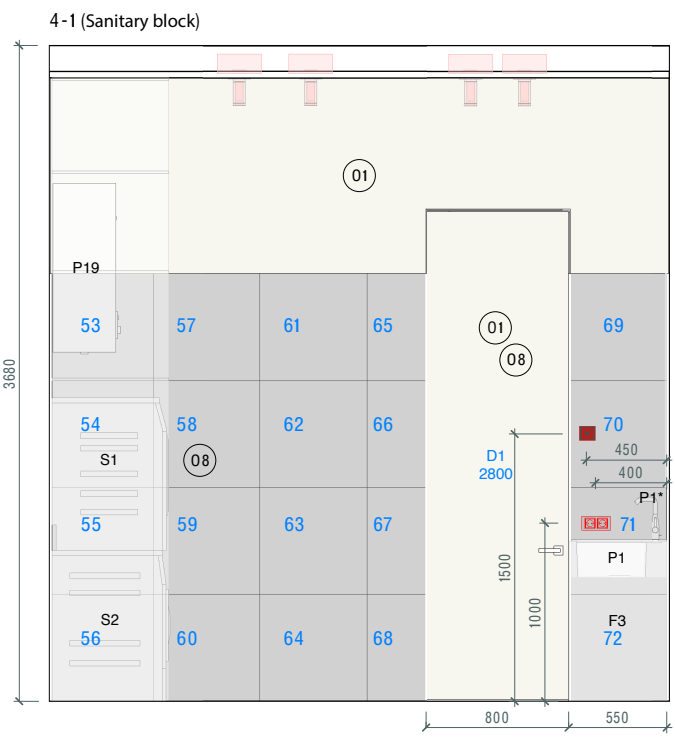 4-1 (Sanitary block)
01
P19
53 57 61 65 01 69
08
3680
54 58 62 66 70
D1
2800
450
S1 08
400
P1*
55 59 63 67 71
P1
1500
1000
S2 F3
56 60 64 68 72
800 550